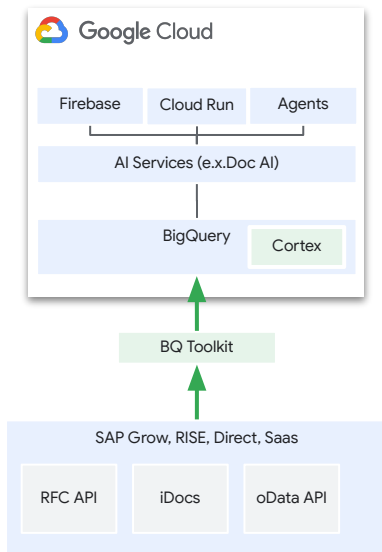 Google Cloud
Firebase
Cloud Run
Agents
AI Services (e.x.Doc AI)
BigQuery
Cortex
BQ Toolkit
SAP Grow, RISE, Direct, Saas
RFC API
iDocs
oData API